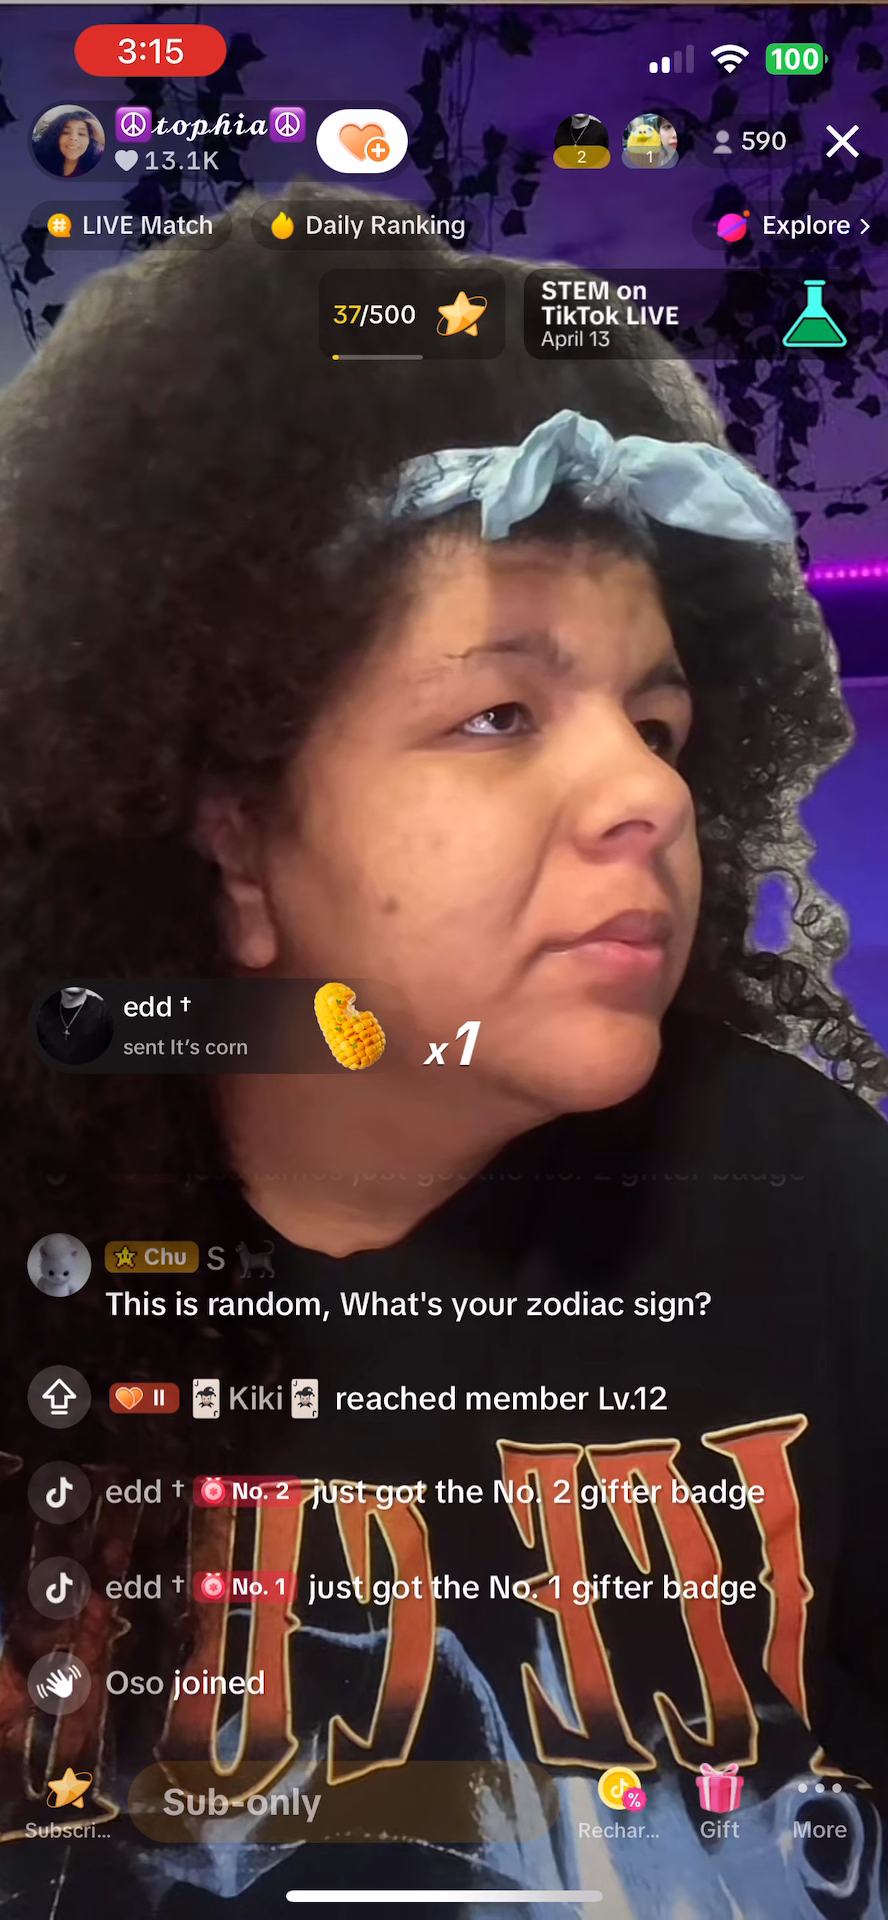 3:15
100
☮️𝓽𝓸𝓹𝓱𝓲𝓪☮️
13.1K
2
1
590
LIVE Match
Daily Ranking
Explore >
37/500
STEM on
TikTok LIVE
April 13
edd †
sent It's corn
x1
Chu S 🐈‍⬛
This is random, What's your zodiac sign?
II 🃏Kiki🃏 reached member Lv.12
edd † No. 2 just got the No. 2 gifter badge
edd † No. 1 just got the No. 1 gifter badge
Oso joined
Sub-only
Subscri...
Rechar...
Gift
More